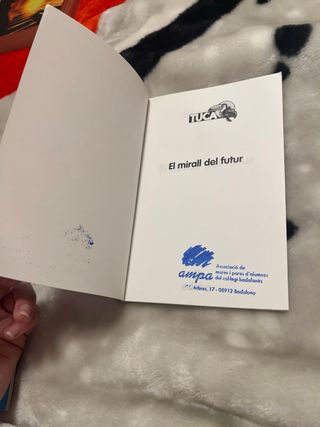 TUCA
El mirall del futur
ampa
Associació de
mares i pares d'alumnes
del col·legi badalonès
Arbres, 17 - 08912 Badalona